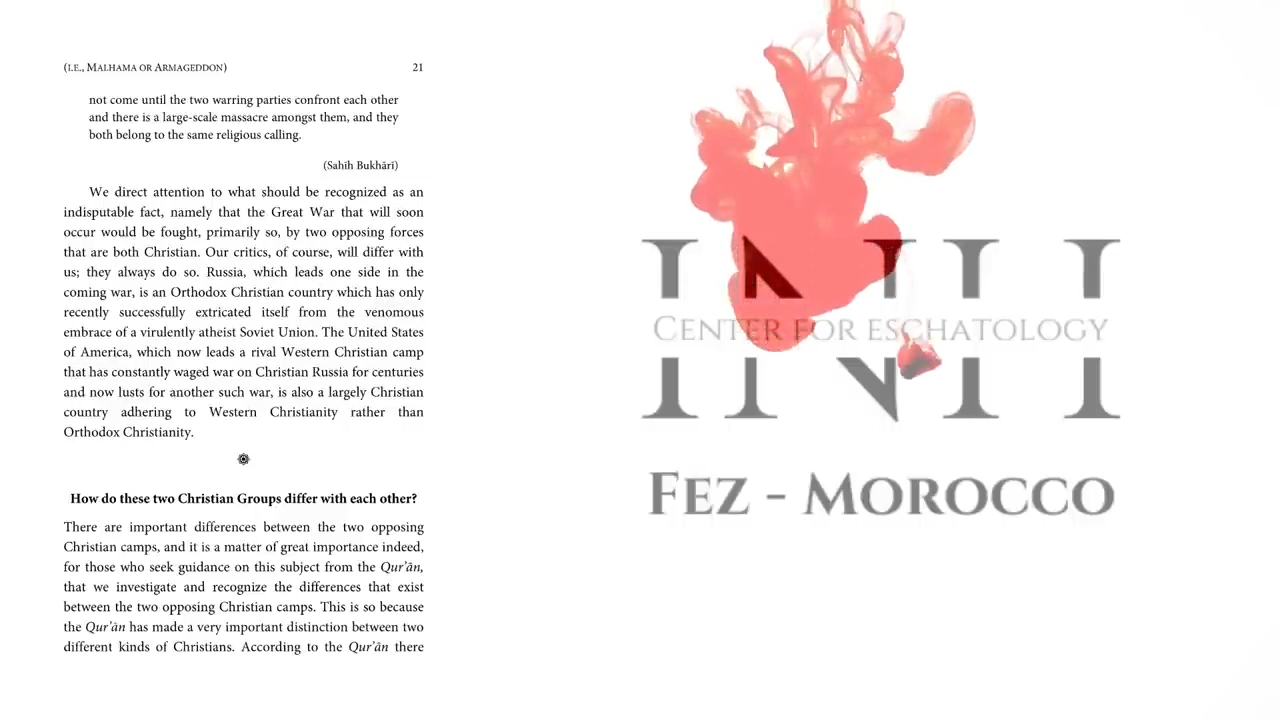 (I.E., MALHAMA OR ARMAGEDDON) 21
not come until the two warring parties confront each other
and there is a large-scale massacre amongst them, and they
both belong to the same religious calling.
(Sahīh Bukhārī)
We direct attention to what should be recognized as an
indisputable fact, namely that the Great War that will soon
occur would be fought, primarily so, by two opposing forces
that are both Christian. Our critics, of course, will differ with
us; they always do so. Russia, which leads one side in the
coming war, is an Orthodox Christian country which has only
recently successfully extricated itself from the venomous
embrace of a virulently atheist Soviet Union. The United States
of America, which now leads a rival Western Christian camp
that has constantly waged war on Christian Russia for centuries
and now lusts for another such war, is also a largely Christian
country adhering to Western Christianity rather than
Orthodox Christianity.
How do these two Christian Groups differ with each other?
There are important differences between the two opposing
Christian camps, and it is a matter of great importance indeed,
for those who seek guidance on this subject from the Qur'ān,
that we investigate and recognize the differences that exist
between the two opposing Christian camps. This is so because
the Qur'ān has made a very important distinction between two
different kinds of Christians. According to the Qur'ān there
INH
CENTER FOR ESCHATOLOGY
FEZ - MOROCCO